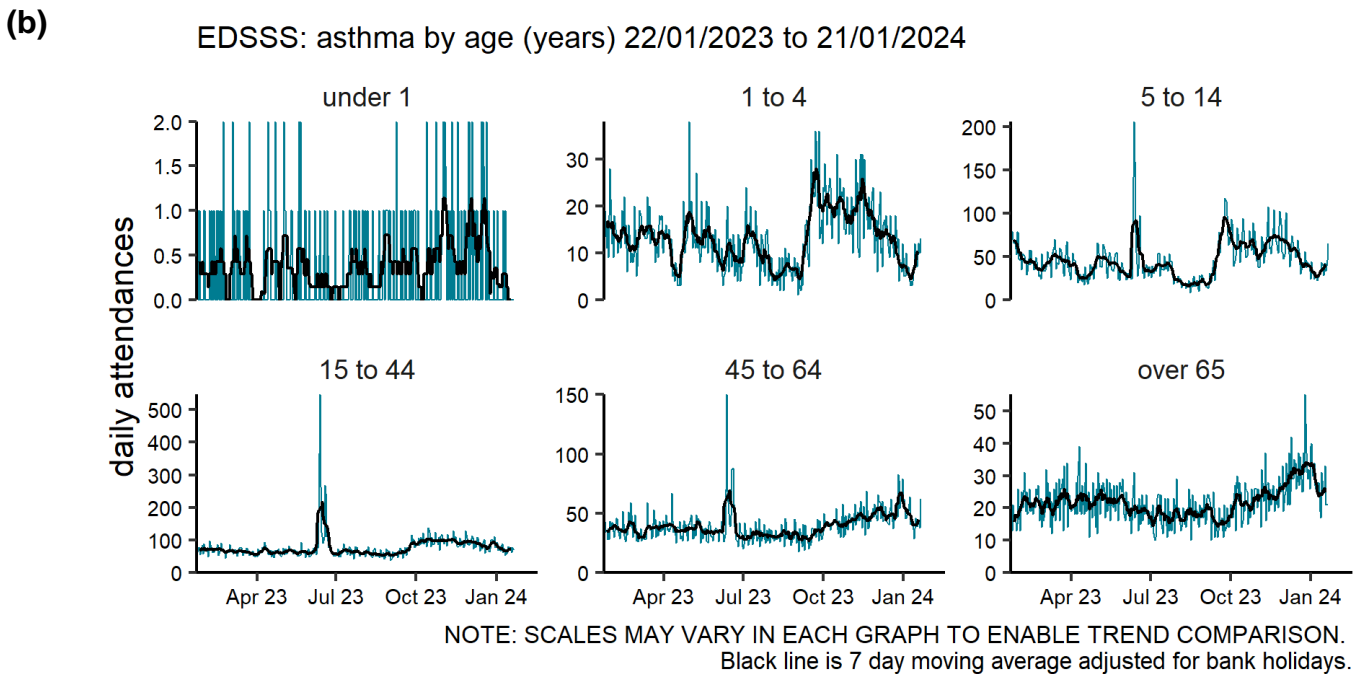 (b)
EDSSS: asthma by age (years) 22/01/2023 to 21/01/2024
under 1
1 to 4
5 to 14
2.0
1.5
1.0
0.5
0.0
30
20
10
0
200
150
100
50
0
daily attendances
15 to 44
45 to 64
over 65
500
400
300
200
100
0
150
100
50
0
50
40
30
20
10
0
Apr 23 Jul 23 Oct 23 Jan 24
Apr 23 Jul 23 Oct 23 Jan 24
Apr 23 Jul 23 Oct 23 Jan 24
NOTE: SCALES MAY VARY IN EACH GRAPH TO ENABLE TREND COMPARISON.
Black line is 7 day moving average adjusted for bank holidays.